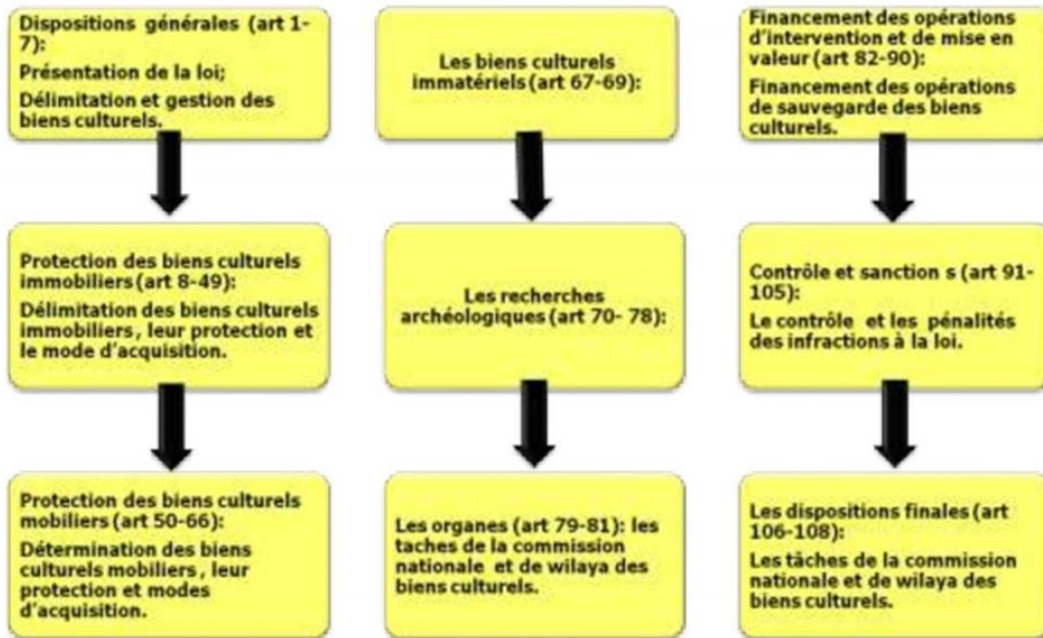 Dispositions générales (art 1-
7):
Présentation de la loi;
Délimitation et gestion des
biens culturels.
Protection des biens culturels
immobiliers (art 8-49):
Délimitation des biens culturels
immobiliers , leur protection et
le mode d'acquisition.
Protection des biens culturels
mobiliers (art 50-66):
Détermination des biens
culturels mobiliers , leur
protection et modes
d'acquisition.
Les biens culturels
immatériels (art 67-69):
Les recherches
archéologiques (art 70- 78):
Les organes (art 79-81): les
taches de la commission
nationale et de wilaya des
biens culturels.
Financement des opérations
d'intervention et de mise en
valeur (art 82-90):
Financement des opérations
de sauvegarde des biens
culturels.
Contrôle et sanction s (art 91-
105):
Le contrôle et les pénalités
des infractions à la loi.
Les dispositions finales (art
106-108):
Les tâches de la commission
nationale et de wilaya des
biens culturels.